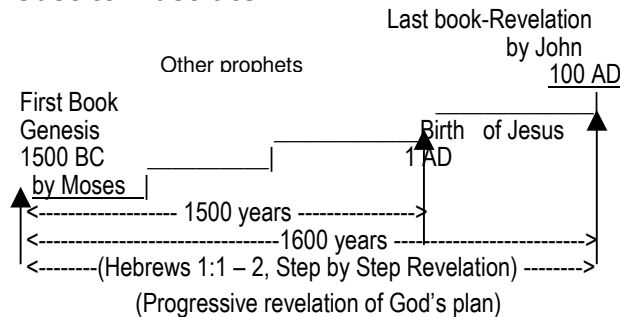 Last book-Revelation
by John
100 AD
Other prophets
First Book
Genesis
1500 BC
by Moses
Birth of Jesus
1 AD
<------------------- 1500 years -------------->
<----------------------------1600 years ------------------------>
<--------(Hebrews 1:1 – 2, Step by Step Revelation) -------->
(Progressive revelation of God's plan)